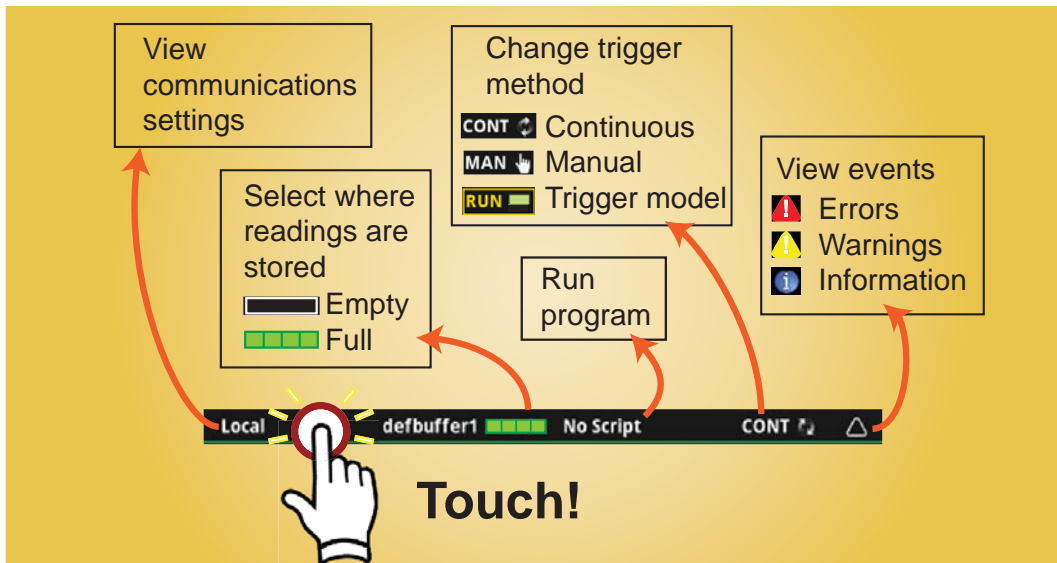 View
communications
settings
Select where
readings are
stored
Empty
Full
Change trigger
method
CONT Continuous
MAN Manual
RUN Trigger model
Run
program
View events
! Errors
! Warnings
i Information
Local defbuffer1 No Script CONT
Touch!